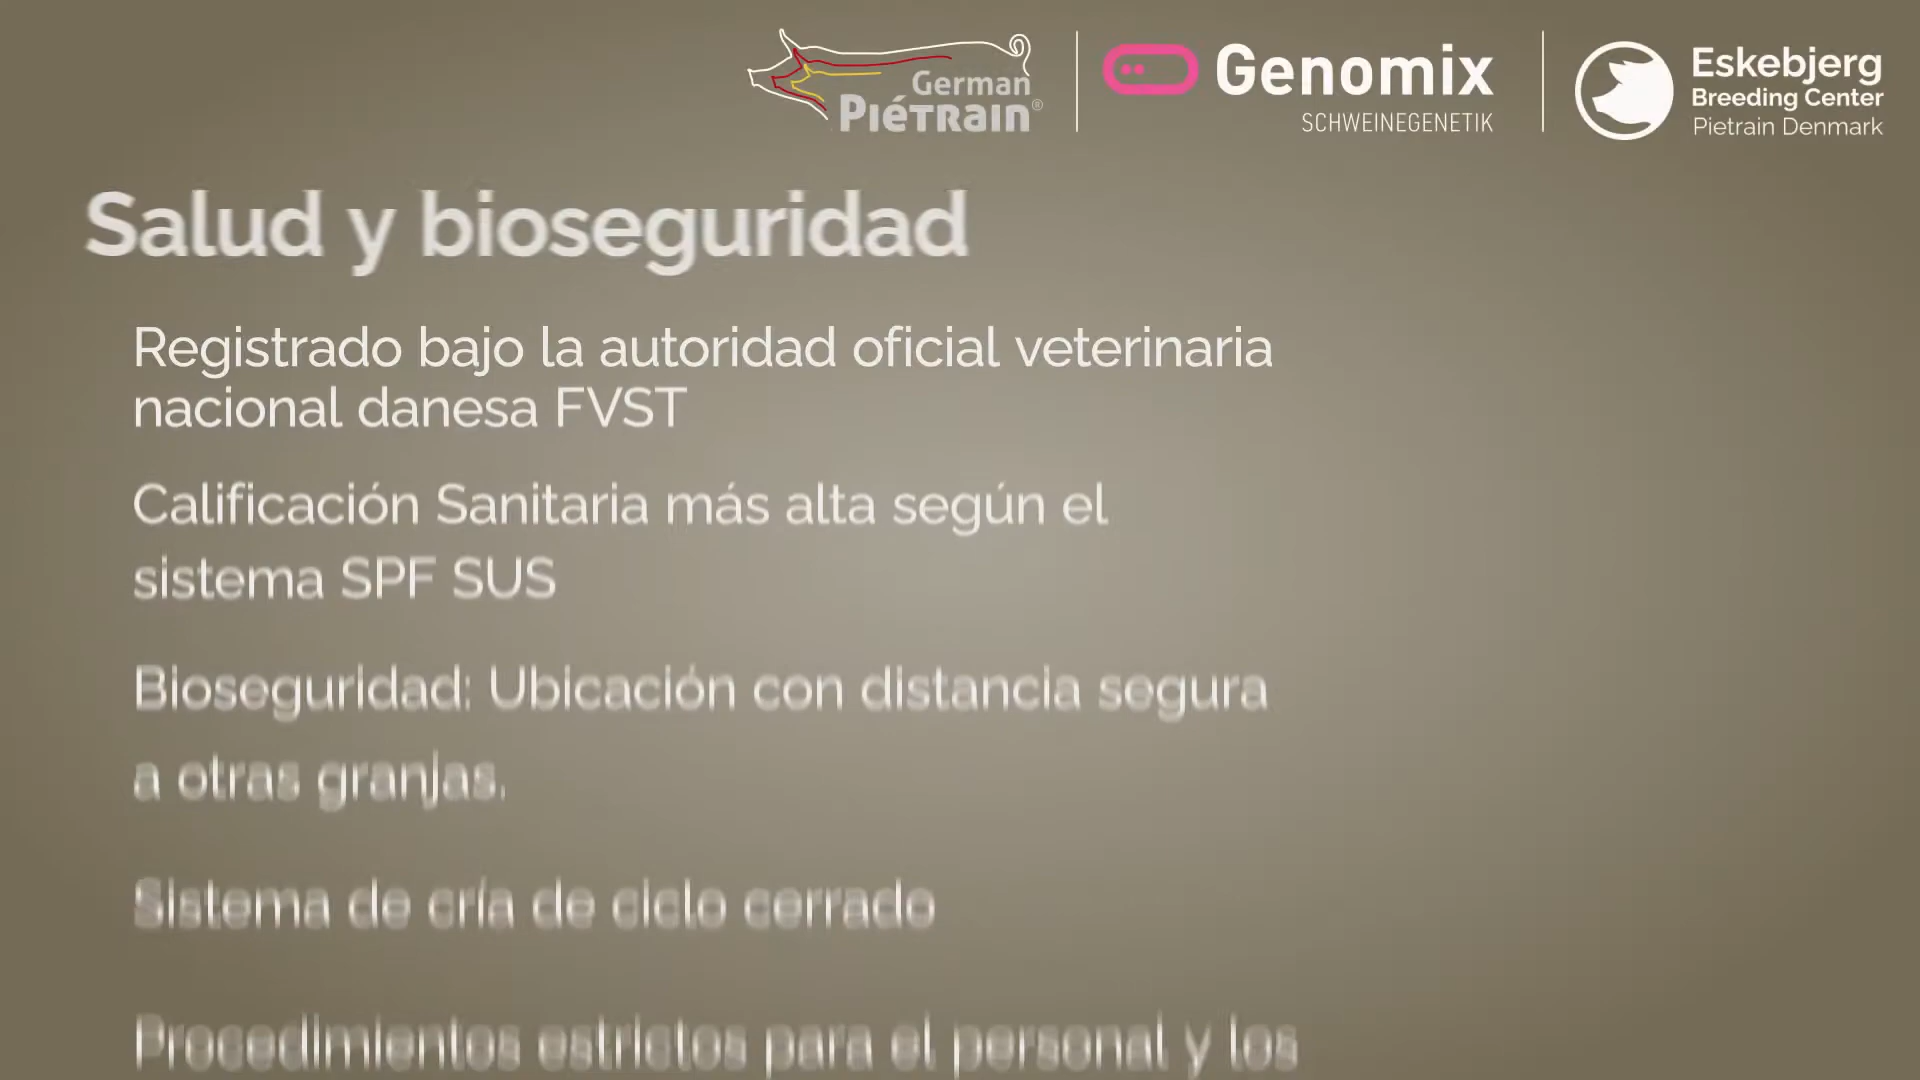 German
PiéTRain®
Genomix
SCHWEINEGENETIK
Eskebjerg
Breeding Center
Pietrain Denmark
Salud y bioseguridad
Registrado bajo la autoridad oficial veterinaria
nacional danesa FVST
Calificación Sanitaria más alta según el
sistema SPF SUS
Bioseguridad: Ubicación con distancia segura
a otras granjas.
Sistema de cría de ciclo cerrado
Procedimientos estrictos para el personal y los